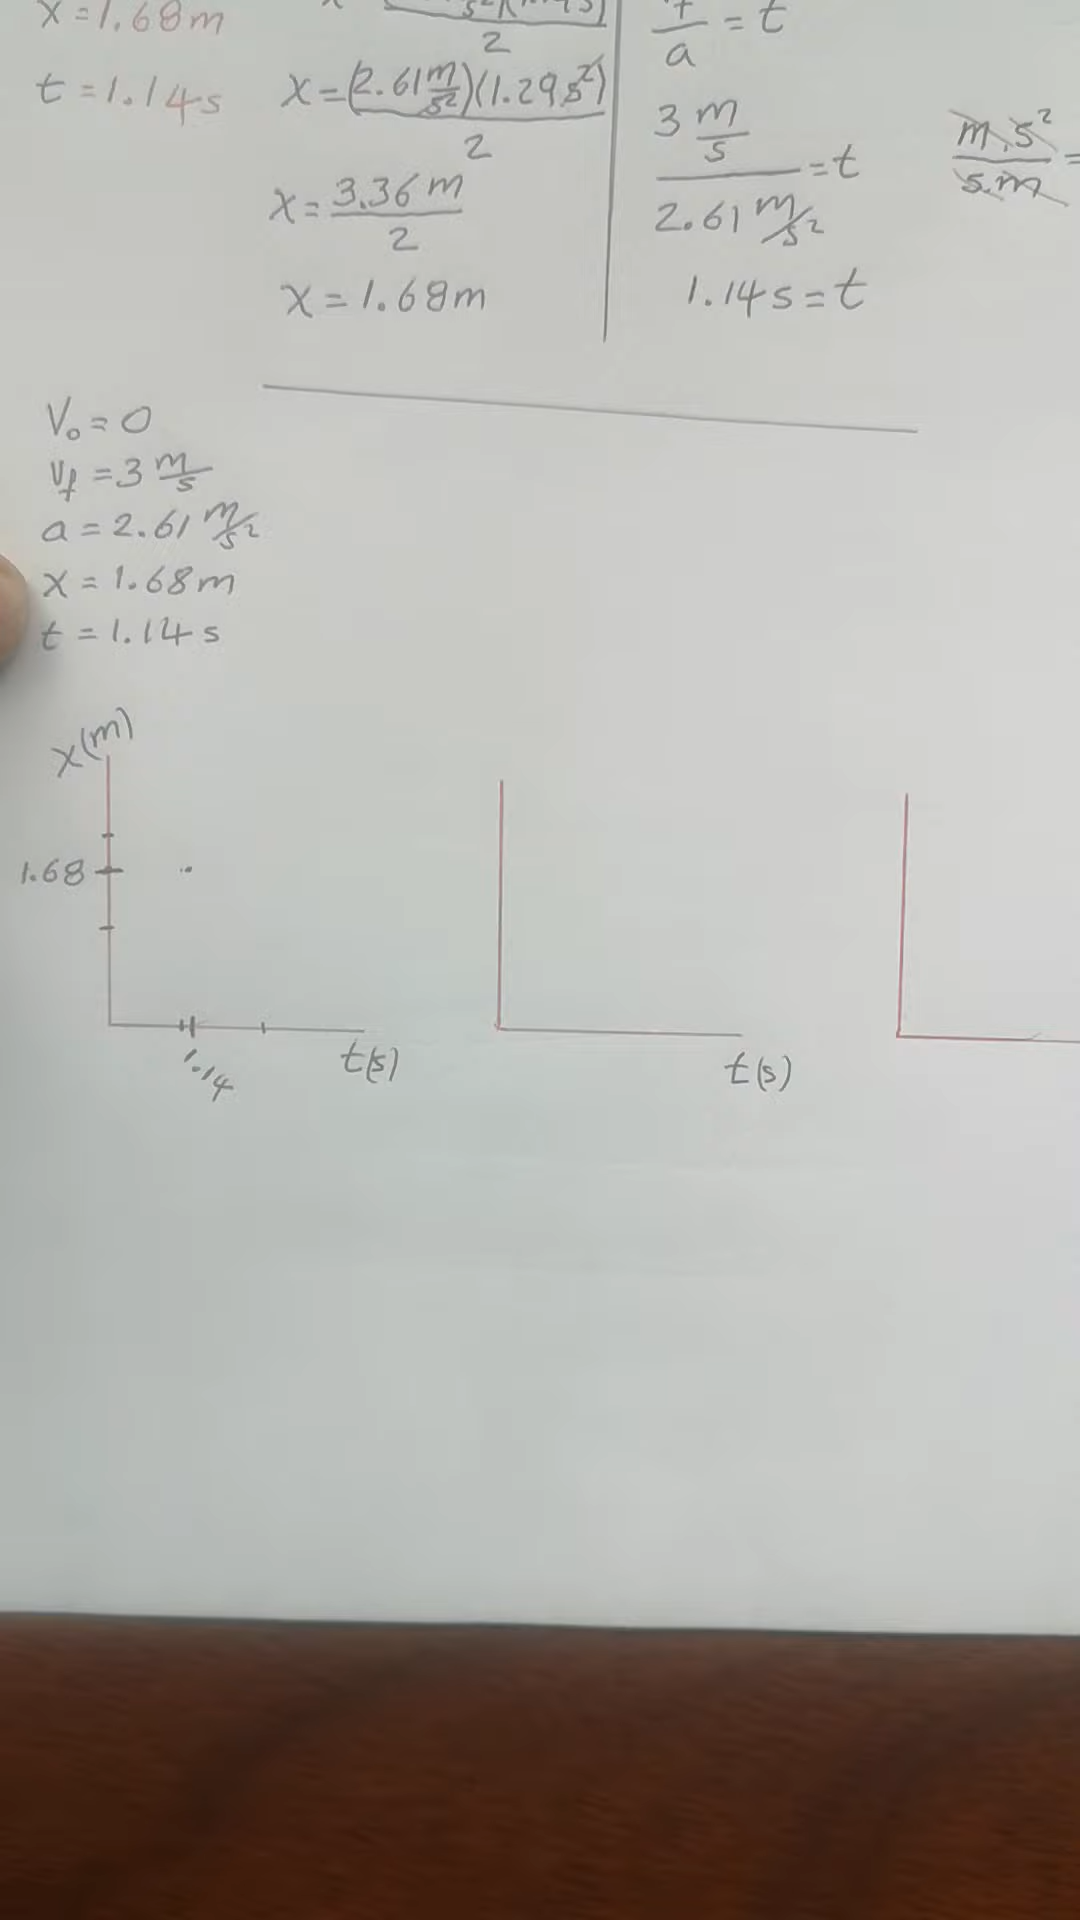 x=1.68m
t=1.14s
2
x=(2.61 m/s²)(1.29s²)
2
x=3.36m
2
x=1.68m
a =t
3 m/s =t
2.61 m/s²
1.14s=t
m.s² =
s.m
V₀=0
Vf=3 m/s
a=2.61 m/s²
x=1.68m
t=1.14s
x(m)
1.68
1.14
t(s)
t(s)